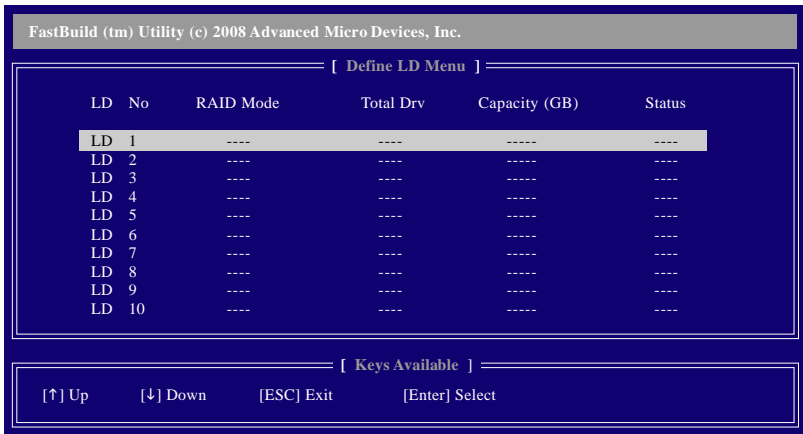 FastBuild (tm) Utility (c) 2008 Advanced Micro Devices, Inc.
[ Define LD Menu ]
LD No RAID Mode Total Drv Capacity (GB) Status
LD 1 ---- ---- ----- ----
LD 2 ---- ---- ----- ----
LD 3 ---- ---- ----- ----
LD 4 ---- ---- ----- ----
LD 5 ---- ---- ----- ----
LD 6 ---- ---- ----- ----
LD 7 ---- ---- ----- ----
LD 8 ---- ---- ----- ----
LD 9 ---- ---- ----- ----
LD 10 ---- ---- ----- ----
[ Keys Available ]
[↑] Up [↓] Down [ESC] Exit [Enter] Select